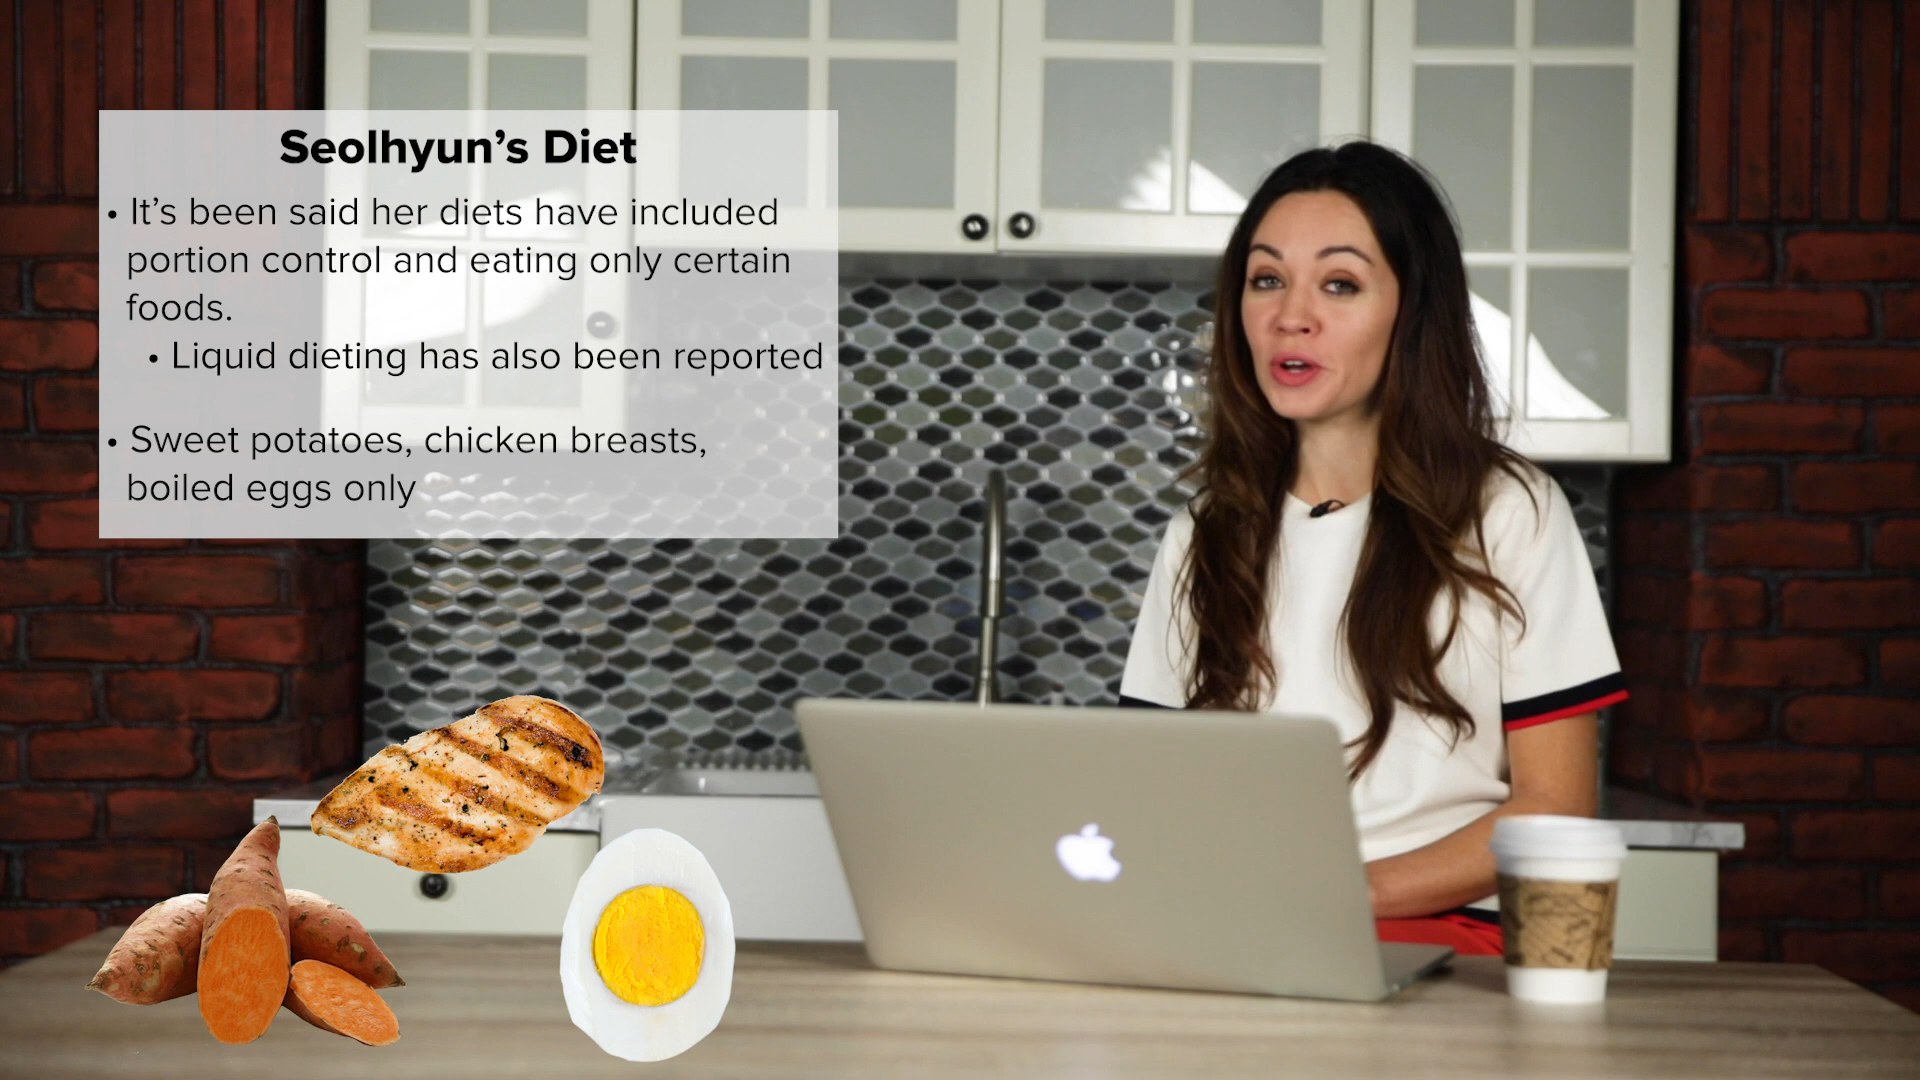 Seolhyun’s Diet
• It’s been said her diets have included
portion control and eating only certain
foods.
• Liquid dieting has also been reported
• Sweet potatoes, chicken breasts,
boiled eggs only